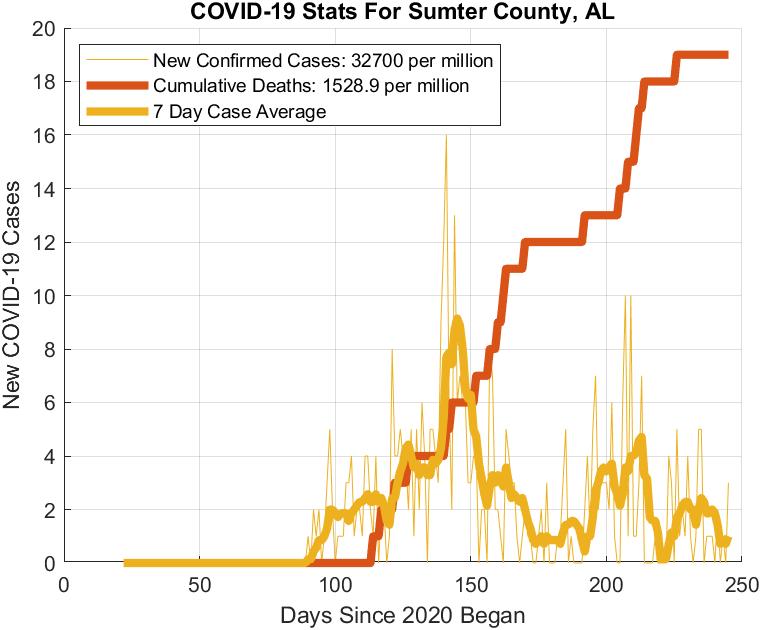 COVID-19 Stats For Sumter County, AL
New Confirmed Cases: 32700 per million
Cumulative Deaths: 1528.9 per million
7 Day Case Average
New COVID-19 Cases
20
18
16
14
12
10
8
6
4
2
0
0 50 100 150 200 250
Days Since 2020 Began